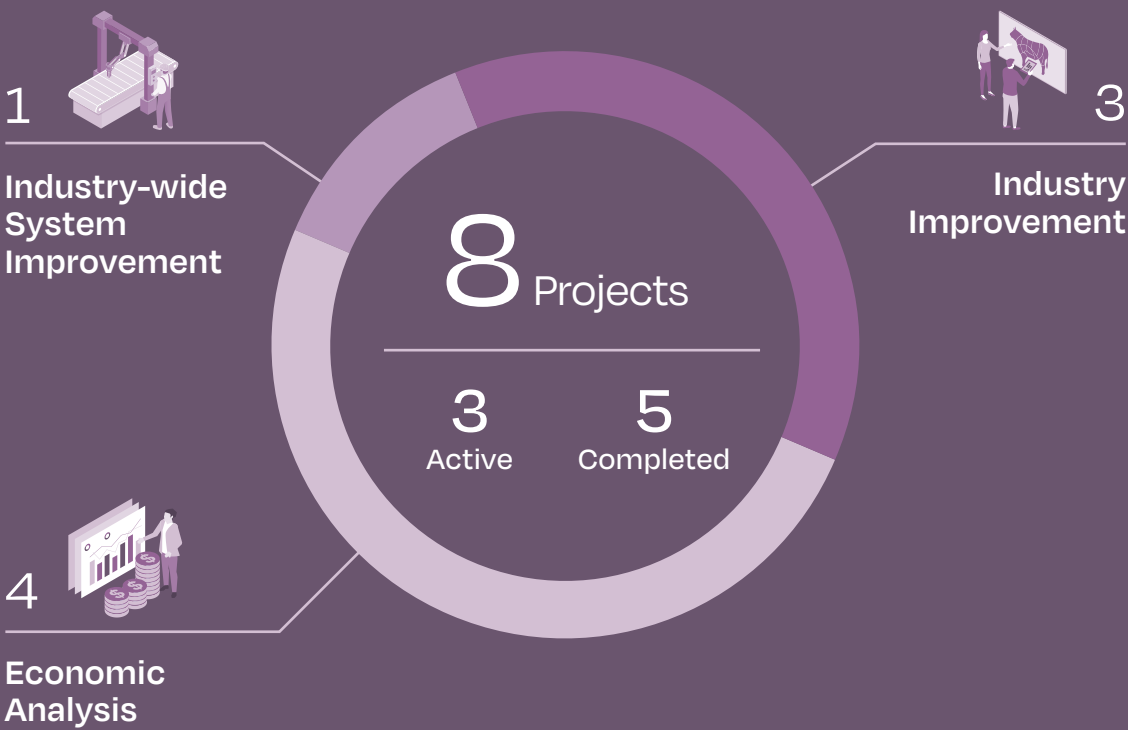 1
Industry-wide
System
Improvement
3
Industry
Improvement
8 Projects
3 5
Active Completed
4
Economic
Analysis